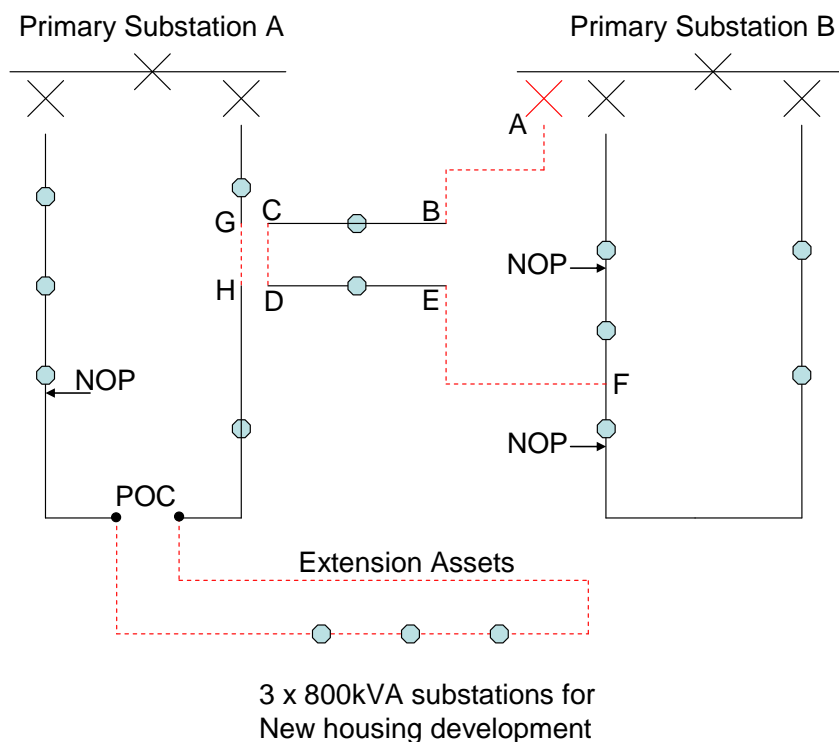 Primary Substation A
Primary Substation B
A
G
C
B
H
D
E
NOP
NOP
F
NOP
POC
Extension Assets
3 x 800kVA substations for
New housing development